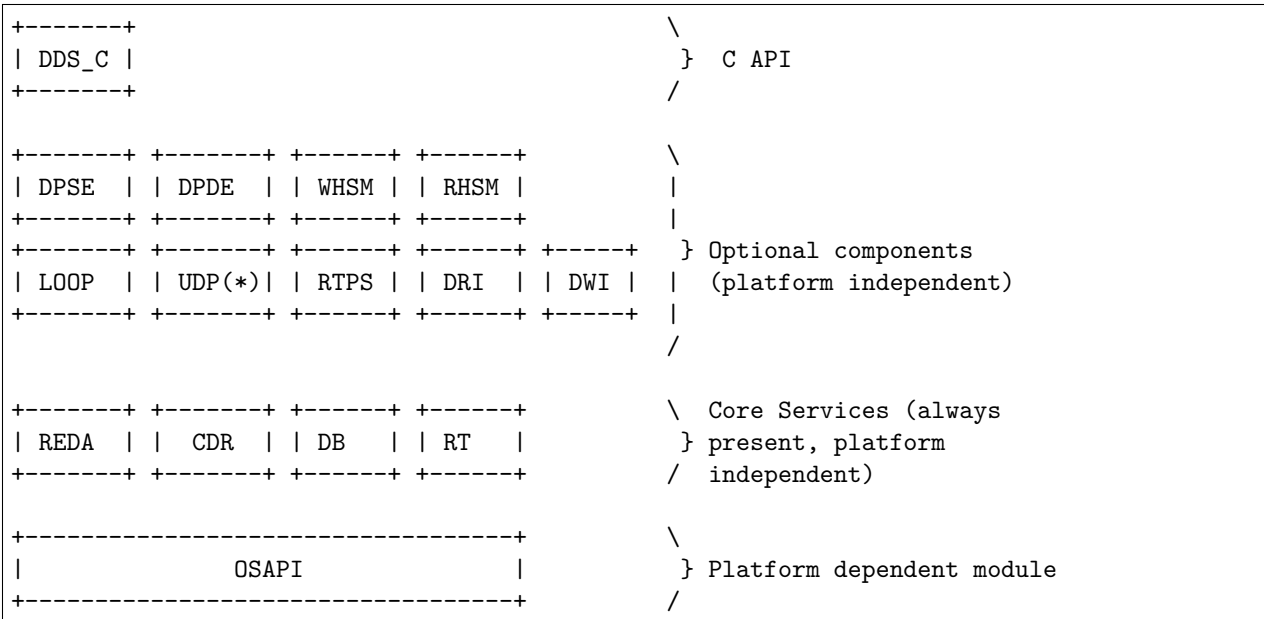 +-------+                                      \
| DDS_C |                                       }  C API
+-------+                                      /

+-------+ +-------+ +------+ +------+          \
| DPSE  | | DPDE  | | WHSM | | RHSM |          |
+-------+ +-------+ +------+ +------+          |
+-------+ +-------+ +------+ +------+ +-----+   } Optional components
| LOOP  | | UDP(*)| | RTPS | | DRI  | | DWI |  |  (platform independent)
+-------+ +-------+ +------+ +------+ +-----+  |
                                               /

+-------+ +-------+ +------+ +------+          \  Core Services (always
| REDA  | |  CDR  | | DB   | | RT   |           } present, platform
+-------+ +-------+ +------+ +------+          /  independent)

+-----------------------------------+          \
|               OSAPI               |           } Platform dependent module
+-----------------------------------+          /